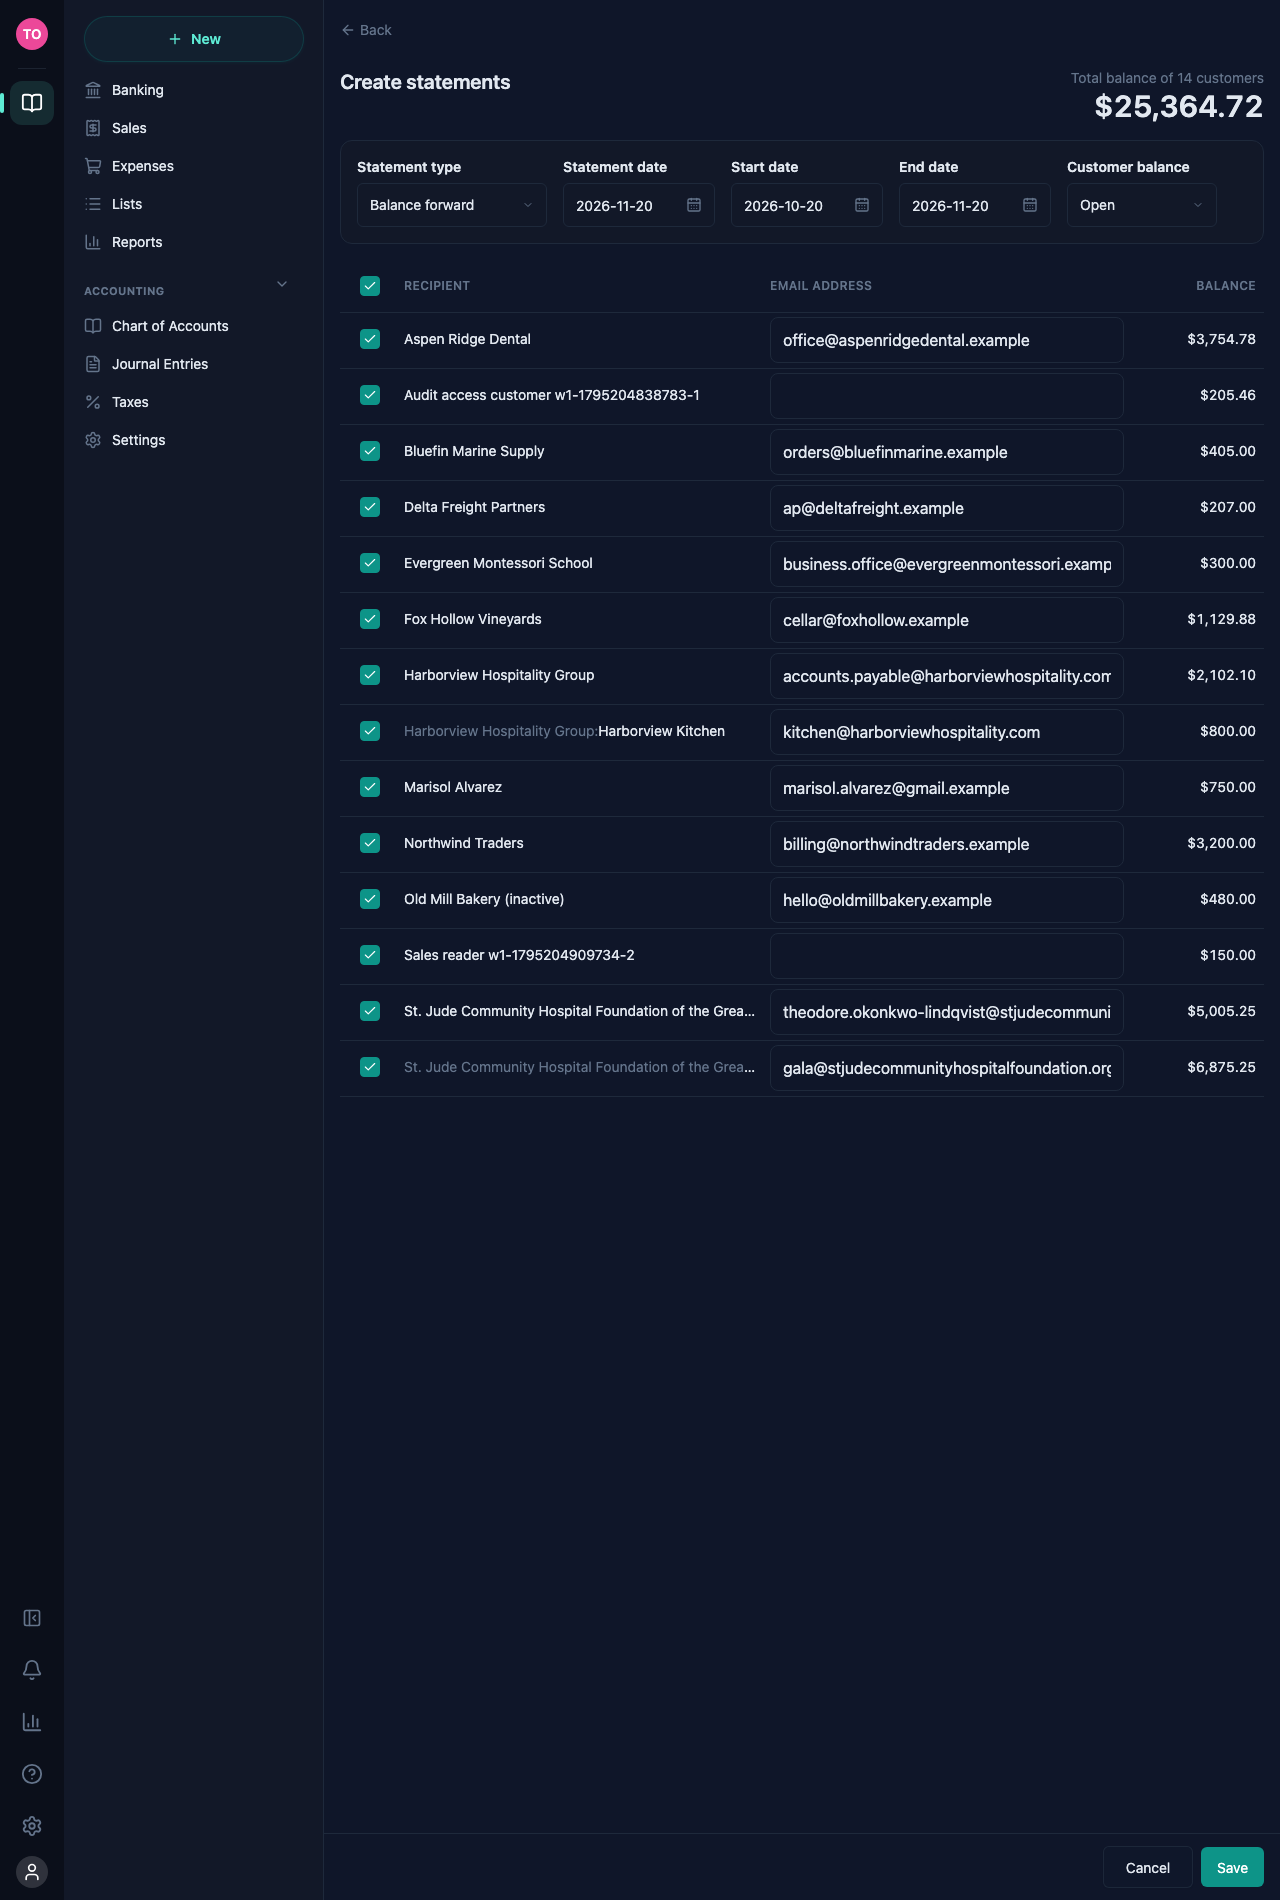 TO
New
Banking
Sales
Expenses
Lists
Reports
ACCOUNTING
Chart of Accounts
Journal Entries
Taxes
Settings
Back
Create statements
Total balance of 14 customers
$25,364.72
Statement type
Balance forward
Statement date
2026-11-20
Start date
2026-10-20
End date
2026-11-20
Customer balance
Open
RECIPIENT EMAIL ADDRESS BALANCE
Aspen Ridge Dental office@aspenridgedental.example $3,754.78
Audit access customer w1-1795204838783-1 $205.46
Bluefin Marine Supply orders@bluefinmarine.example $405.00
Delta Freight Partners ap@deltafreight.example $207.00
Evergreen Montessori School business.office@evergreenmontessori.examp $300.00
Fox Hollow Vineyards cellar@foxhollow.example $1,129.88
Harborview Hospitality Group accounts.payable@harborviewhospitality.com $2,102.10
Harborview Hospitality Group:Harborview Kitchen kitchen@harborviewhospitality.com $800.00
Marisol Alvarez marisol.alvarez@gmail.example $750.00
Northwind Traders billing@northwindtraders.example $3,200.00
Old Mill Bakery (inactive) hello@oldmillbakery.example $480.00
Sales reader w1-1795204909734-2 $150.00
St. Jude Community Hospital Foundation of the Grea... theodore.okonkwo-lindqvist@stjudecommuni $5,005.25
St. Jude Community Hospital Foundation of the Grea... gala@stjudecommunityhospitalfoundation.org $6,875.25
Cancel
Save